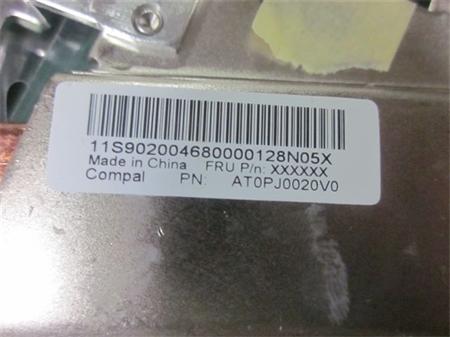 11S902004680000128N05X
Made in China FRU P/n: XXXXXX
Compal PN: AT0PJ0020V0